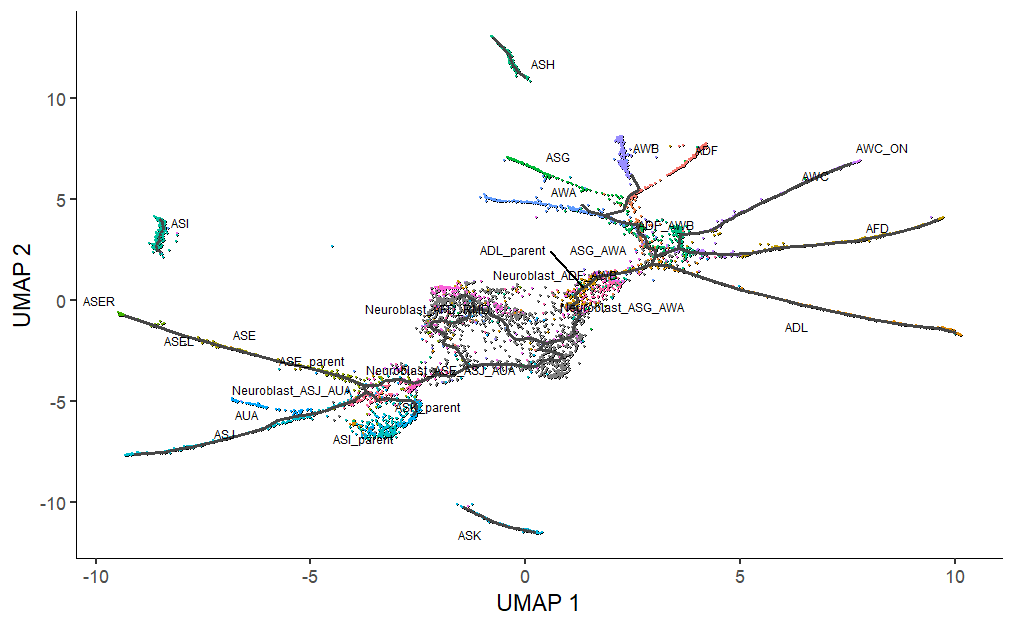 ASH
10
AWB
ADF
AWC_ON
ASG
AWC
AWA
5
ASI
ADF_AWB
AFD
ADL_parent
ASG_AWA
Neuroblast_ADF_AWB
UMAP 2
0
ASER
Neuroblast_AFD_RMD
Neuroblast_ASG_AWA
ADL
ASEL
ASE
ASE_parent
Neuroblast_ASE_ASJ_AUA
Neuroblast_ASJ_AUA
-5
AUA
ASK_parent
ASJ
ASI_parent
-10
ASK
-10
-5
0
5
10
UMAP 1